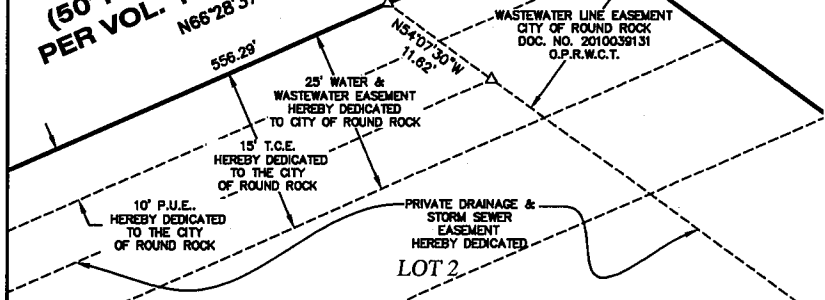 (50'
PER VOL.
N66°28'37
556.29'
N54°07'30"W
11.62'
WASTEWATER LINE EASEMENT
CITY OF ROUND ROCK
DOC. NO. 2010039131
O.P.R.W.C.T.
25' WATER &
WASTEWATER EASEMENT
HEREBY DEDICATED
TO CITY OF ROUND ROCK
15' T.C.E.
HEREBY DEDICATED
TO THE CITY
OF ROUND ROCK
10' P.U.E..
HEREBY DEDICATED
TO THE CITY
OF ROUND ROCK
PRIVATE DRAINAGE &
STORM SEWER
EASEMENT
HEREBY DEDICATED
LOT 2